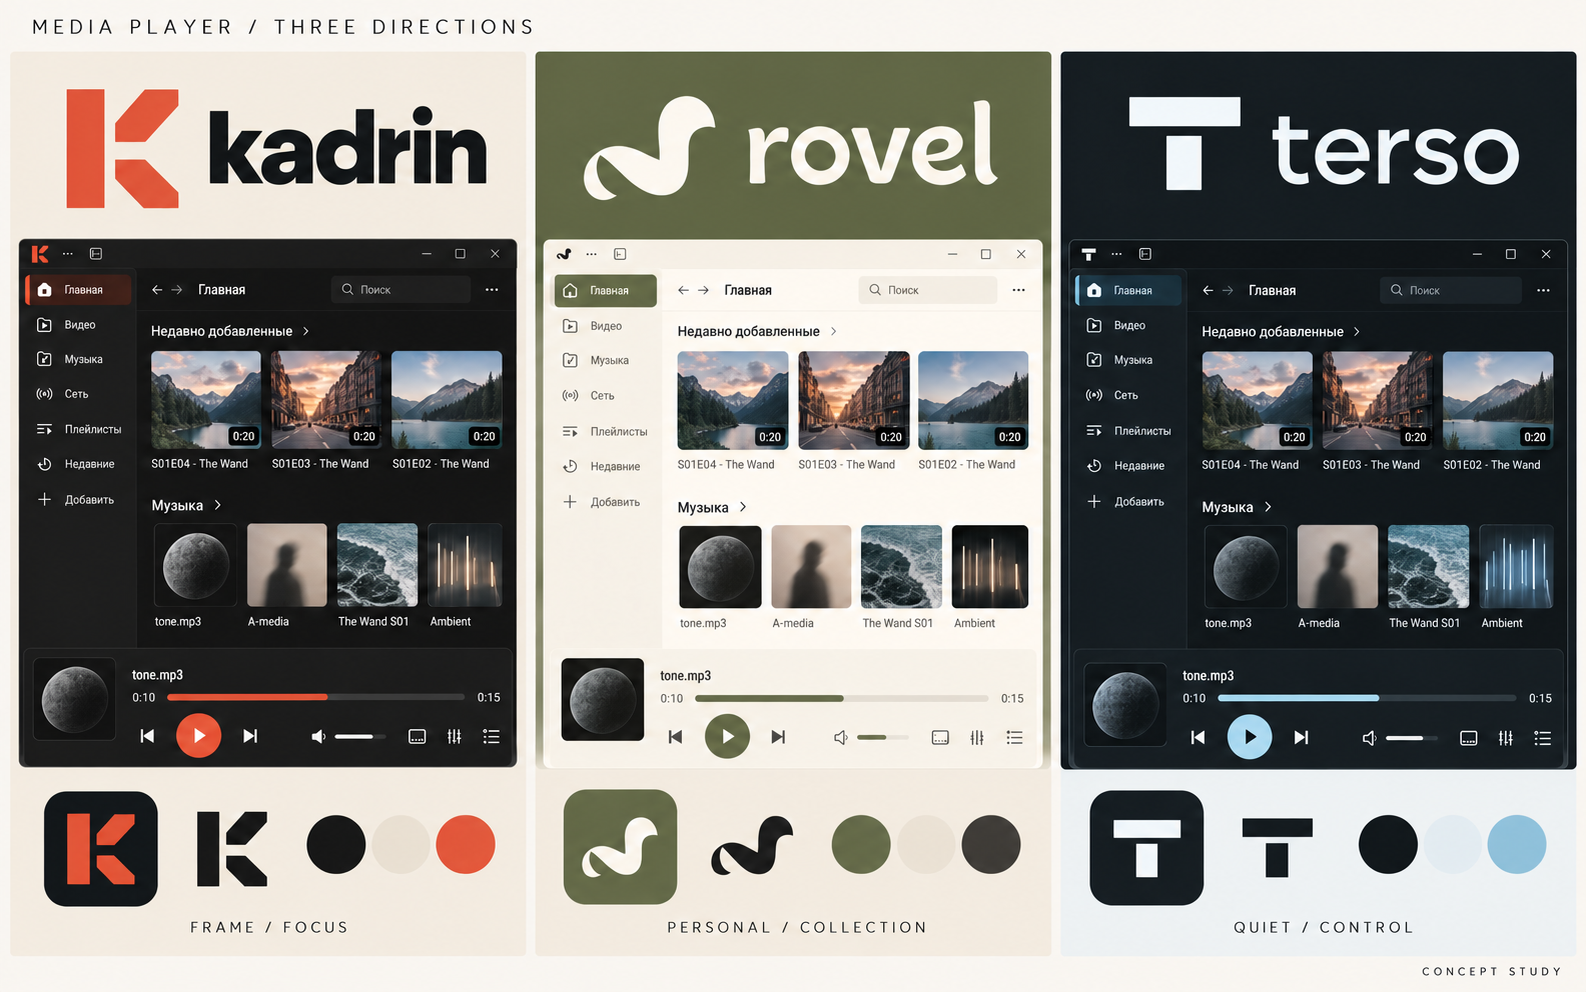 MEDIA PLAYER / THREE DIRECTIONS
kadrin
Главная
Видео
Музыка
Сеть
Плейлисты
Недавние
Добавить
Главная
Поиск
Недавно добавленные
0:20
0:20
0:20
S01E04 - The Wand
S01E03 - The Wand
S01E02 - The Wand
Музыка
tone.mp3
A-media
The Wand S01
Ambient
tone.mp3
0:10
0:15
FRAME / FOCUS
rovel
Главная
Видео
Музыка
Сеть
Плейлисты
Недавние
Добавить
Главная
Поиск
Недавно добавленные
0:20
0:20
0:20
S01E04 - The Wand
S01E03 - The Wand
S01E02 - The Wand
Музыка
tone.mp3
A-media
The Wand S01
Ambient
tone.mp3
0:10
0:15
PERSONAL / COLLECTION
terso
Главная
Видео
Музыка
Сеть
Плейлисты
Недавние
Добавить
Главная
Поиск
Недавно добавленные
0:20
0:20
0:20
S01E04 - The Wand
S01E03 - The Wand
S01E02 - The Wand
Музыка
tone.mp3
A-media
The Wand S01
Ambient
tone.mp3
0:10
0:15
QUIET / CONTROL
CONCEPT STUDY